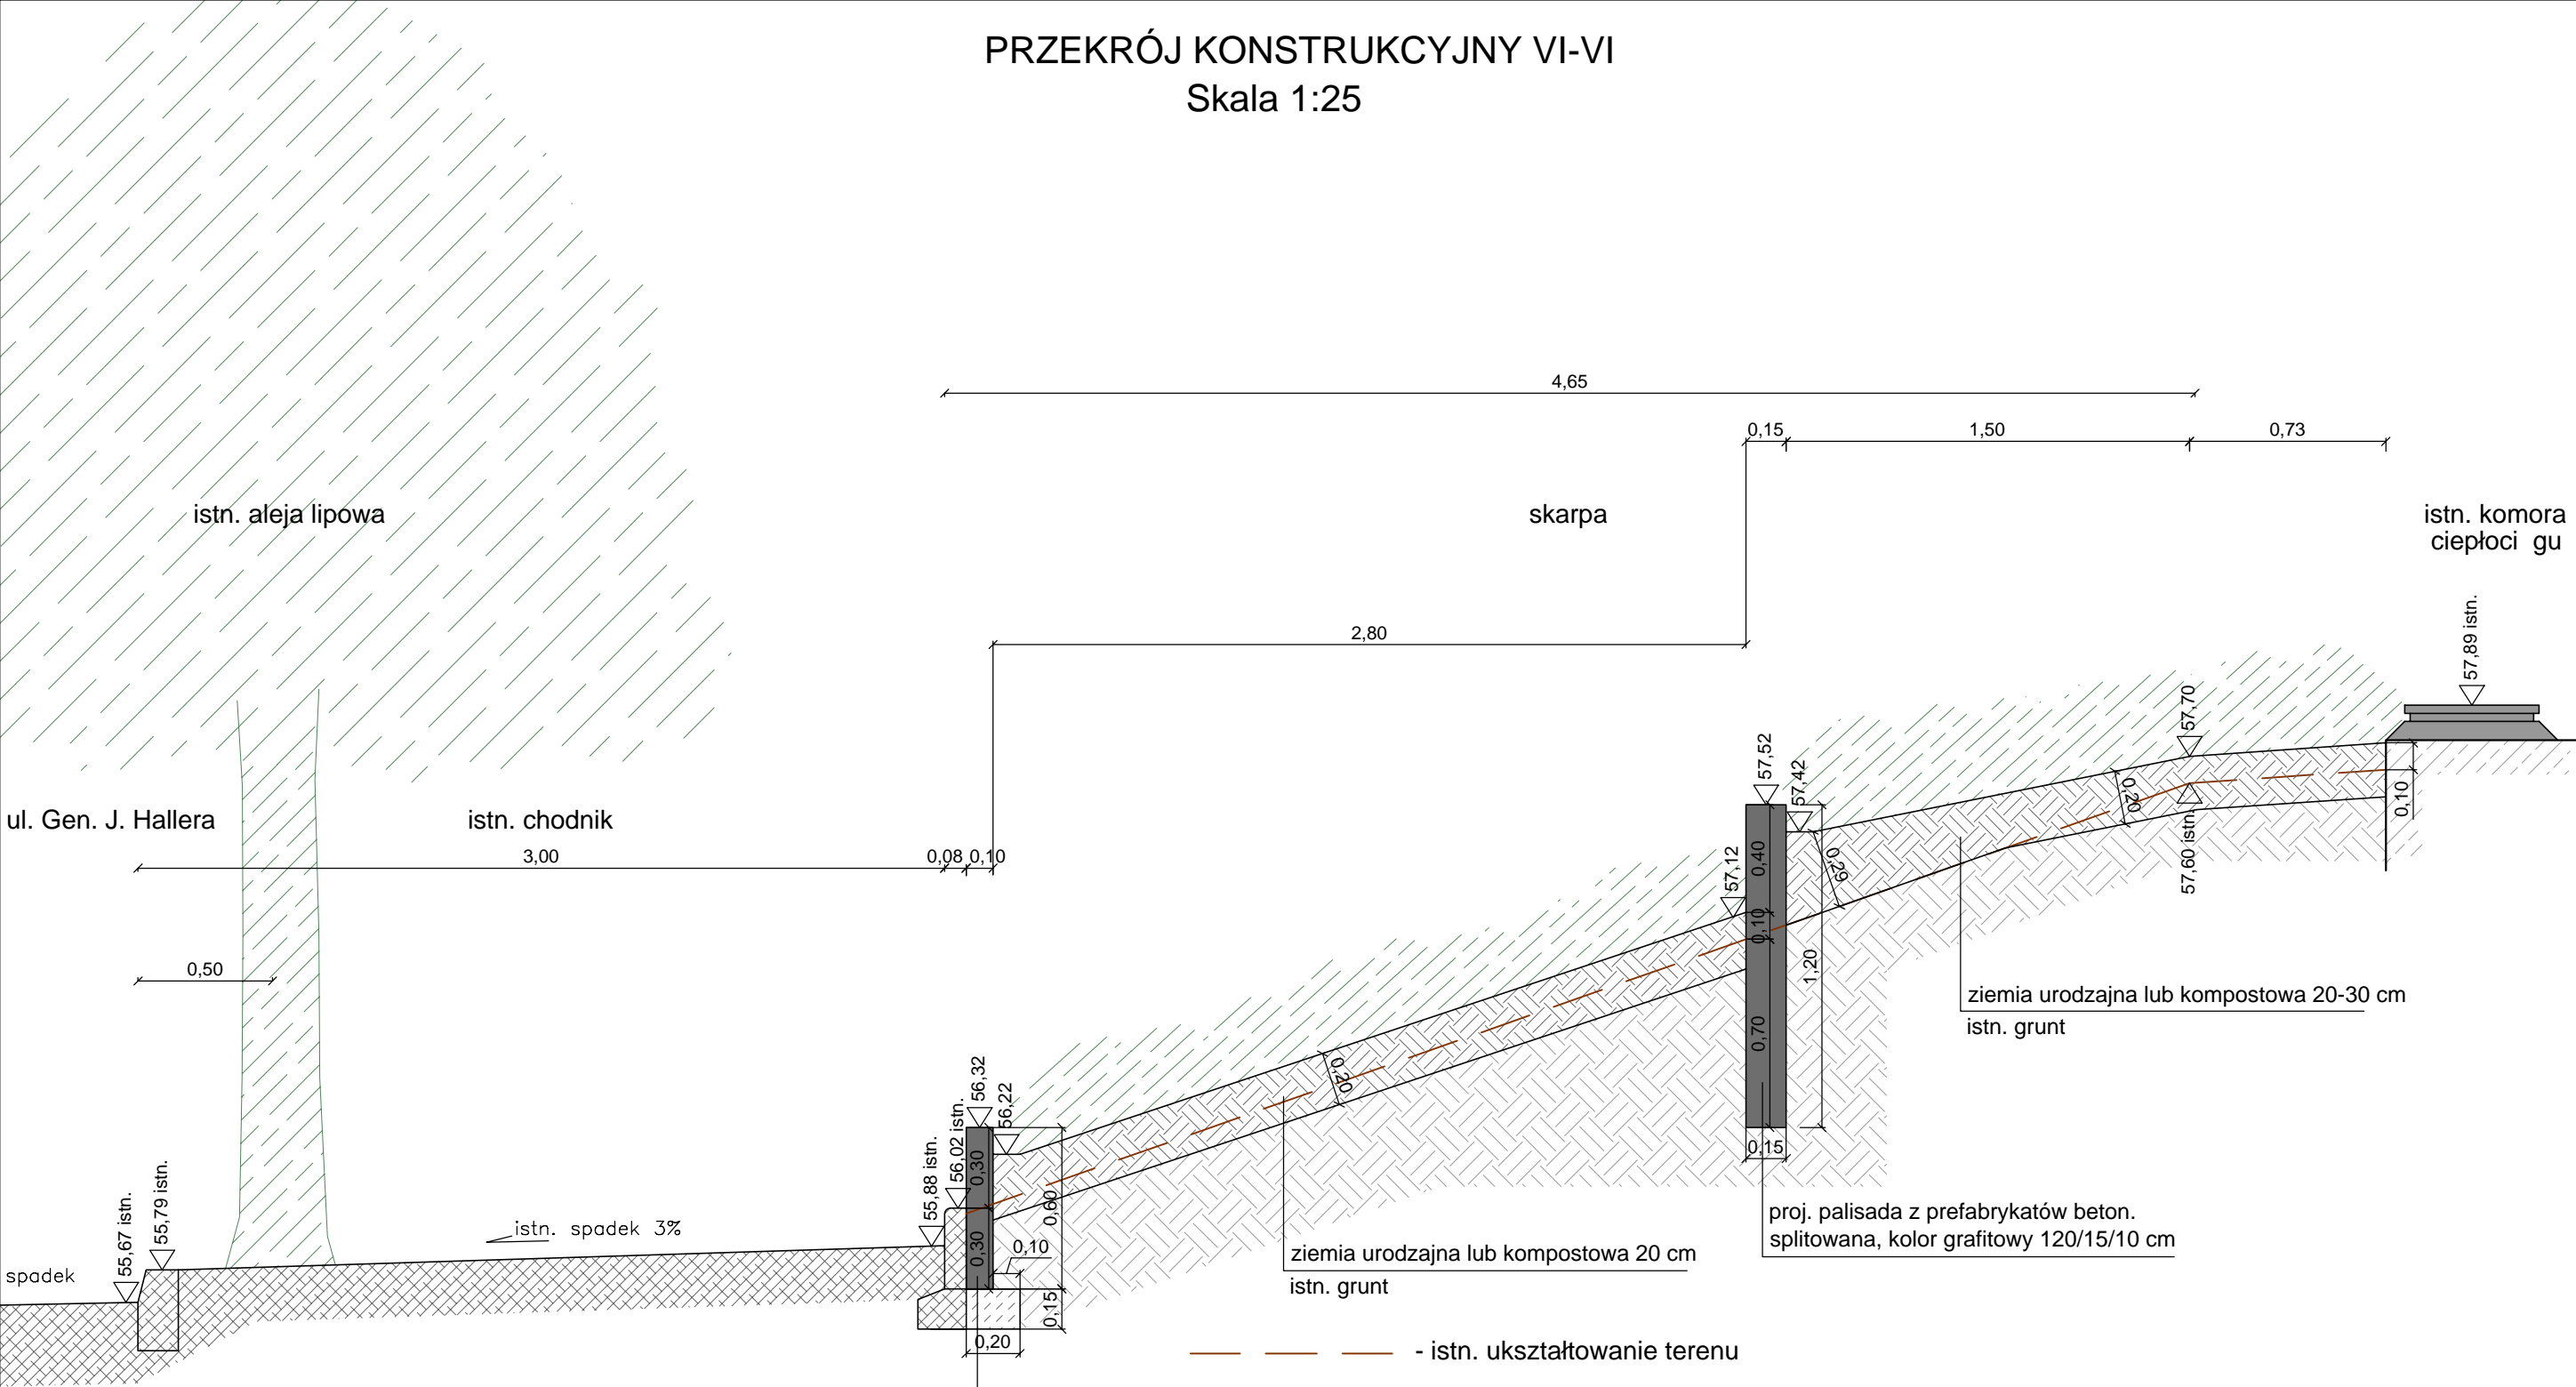 PRZEKRÓJ KONSTRUKCYJNY VI-VI
Skala 1:25
4,65
0,15
1,50
0,73
istn. aleja lipowa
skarpa
istn. komora
ciepłoci gu
2,80
57,89 istn.
57,70
57,52
57,42
0,20
0,10
57,60 istn.
ul. Gen. J. Hallera
istn. chodnik
3,00
0,08
0,10
57,12
0,40
0,29
0,10
0,50
1,20
0,70
ziemia urodzajna lub kompostowa 20-30 cm
istn. grunt
0,20
56,32
56,22
56,02 istn.
55,88 istn.
0,30
0,60
0,15
55,79 istn.
55,67 istn.
istn. spadek 3%
0,30
0,10
proj. palisada z prefabrykatów beton.
splitowana, kolor grafitowy 120/15/10 cm
ziemia urodzajna lub kompostowa 20 cm
istn. grunt
spadek
0,15
0,20
- istn. ukształtowanie terenu